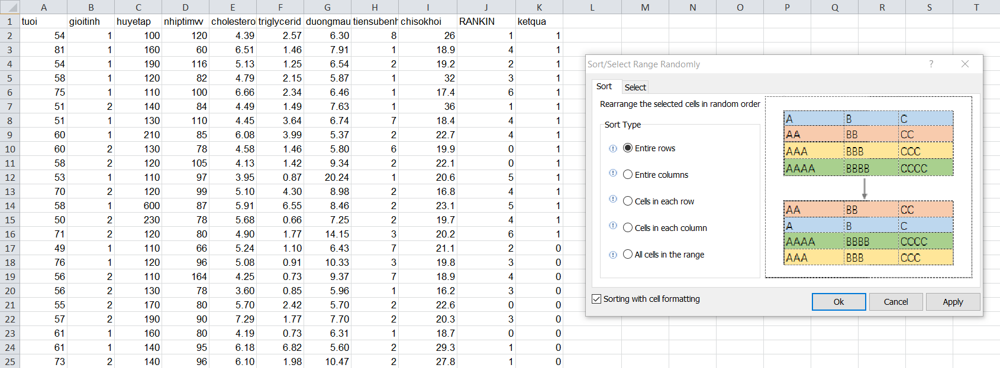 A B C D E F G H I J K L M N O P Q R S T
1 tuoi gioitinh huyetap nhiptimvv cholestero triglycerid duongmau tiensubenh chisokhoi RANKIN ketqua
2 54 1 100 120 4.39 2.57 6.30 8 26 1 1
3 81 1 160 60 6.51 1.46 7.91 1 18.9 4 1
4 54 1 190 116 5.13 1.25 6.54 2 19.2 2 1
5 58 1 120 82 4.79 2.15 5.87 1 32 3 1
6 75 1 110 100 6.66 2.34 6.46 1 17.4 6 1
7 51 2 140 84 4.49 1.49 7.63 1 36 1 1
8 51 1 130 110 4.45 3.64 6.74 7 18.4 4 1
9 60 1 210 85 6.08 3.99 5.37 2 22.7 4 1
10 60 2 130 78 4.58 1.46 5.80 6 19.9 0 1
11 58 2 120 105 4.13 1.42 9.34 2 22.1 0 1
12 53 1 110 97 3.95 0.87 20.24 1 20.6 5 1
13 70 2 120 99 5.10 4.30 8.98 2 16.8 4 1
14 58 1 600 87 5.91 6.55 8.46 2 23.1 5 1
15 50 2 230 78 5.68 0.66 7.25 2 19.7 4 1
16 71 2 120 80 4.90 1.77 14.15 3 20.2 6 1
17 49 1 110 66 5.24 1.10 6.43 7 21.1 2 0
18 76 1 120 96 5.08 0.91 10.33 3 19.8 3 0
19 56 2 110 164 4.25 0.73 9.37 7 18.9 4 0
20 56 2 130 78 3.60 0.85 5.96 1 16.2 3 0
21 55 2 170 80 5.70 2.42 5.70 2 22.6 0 0
22 57 2 190 90 7.29 1.77 7.70 2 20.3 3 0
23 61 1 160 80 4.19 0.73 6.31 1 18.7 0 0
24 61 1 140 95 6.18 6.82 5.60 2 29.3 1 0
25 73 2 140 96 6.10 1.98 10.47 2 27.8 1 0
Sort/Select Range Randomly ?
Sort Select
Rearrange the selected cells in random order
Sort Type
Entire rows
Entire columns
Cells in each row
Cells in each column
All cells in the range
A B C
AA BB CC
AAA BBB CCC
AAAA BBBB CCCC
AA BB CC
A B C
AAAA BBBB CCCC
AAA BBB CCC
Sorting with cell formatting
Ok Cancel Apply